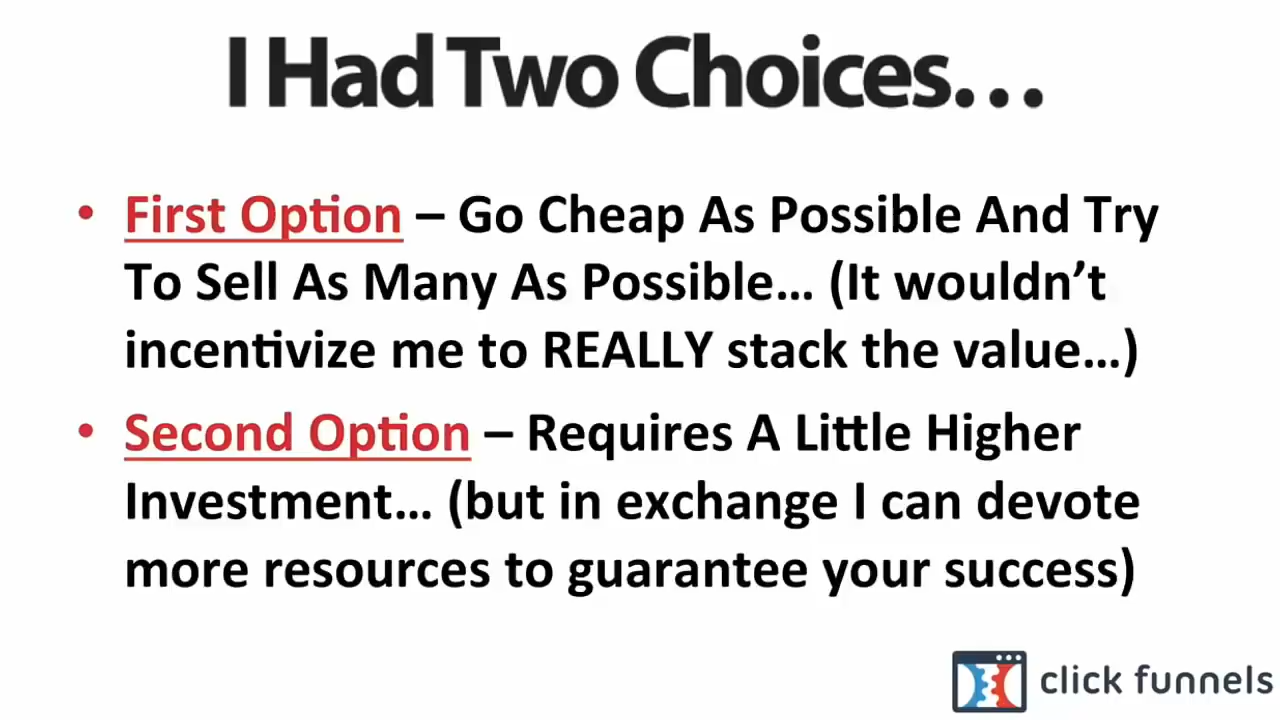 I Had Two Choices...
• First Option – Go Cheap As Possible And Try
To Sell As Many As Possible... (It wouldn’t
incentivize me to REALLY stack the value...)
• Second Option – Requires A Little Higher
Investment... (but in exchange I can devote
more resources to guarantee your success)
click funnels